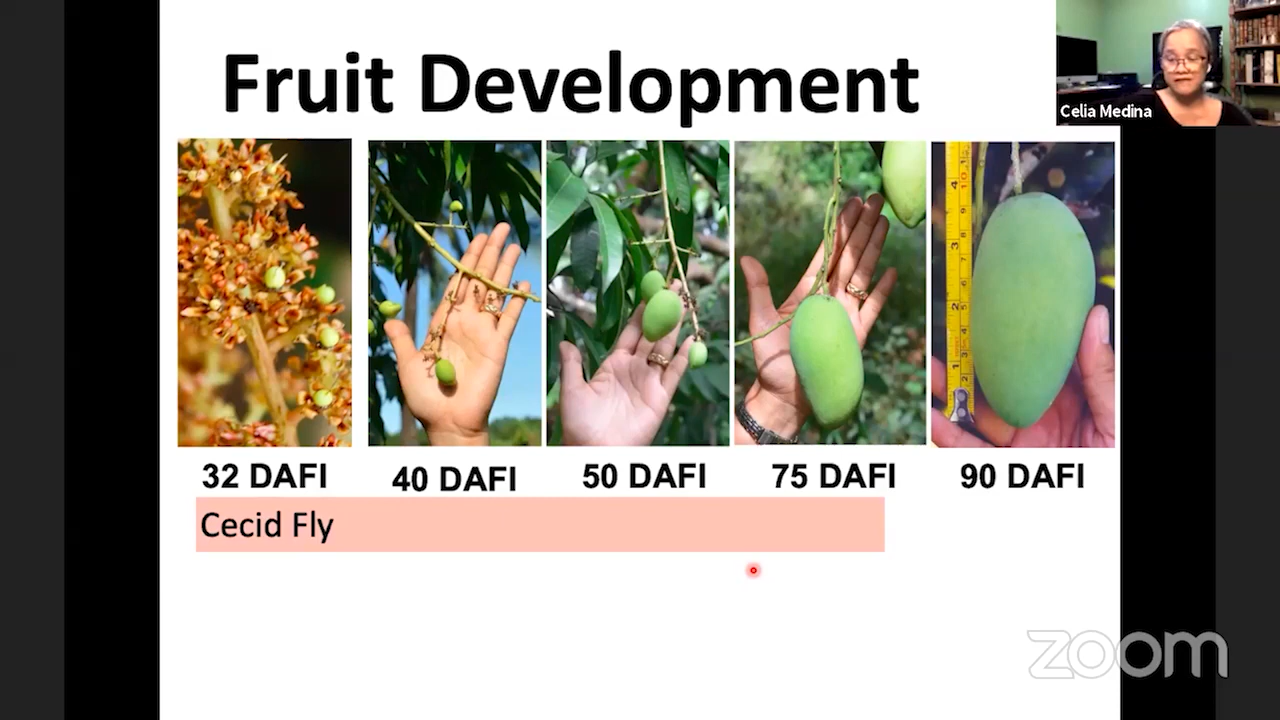 Fruit Development
Celia Medina
32 DAFI
40 DAFI
50 DAFI
75 DAFI
90 DAFI
Cecid Fly
zoom